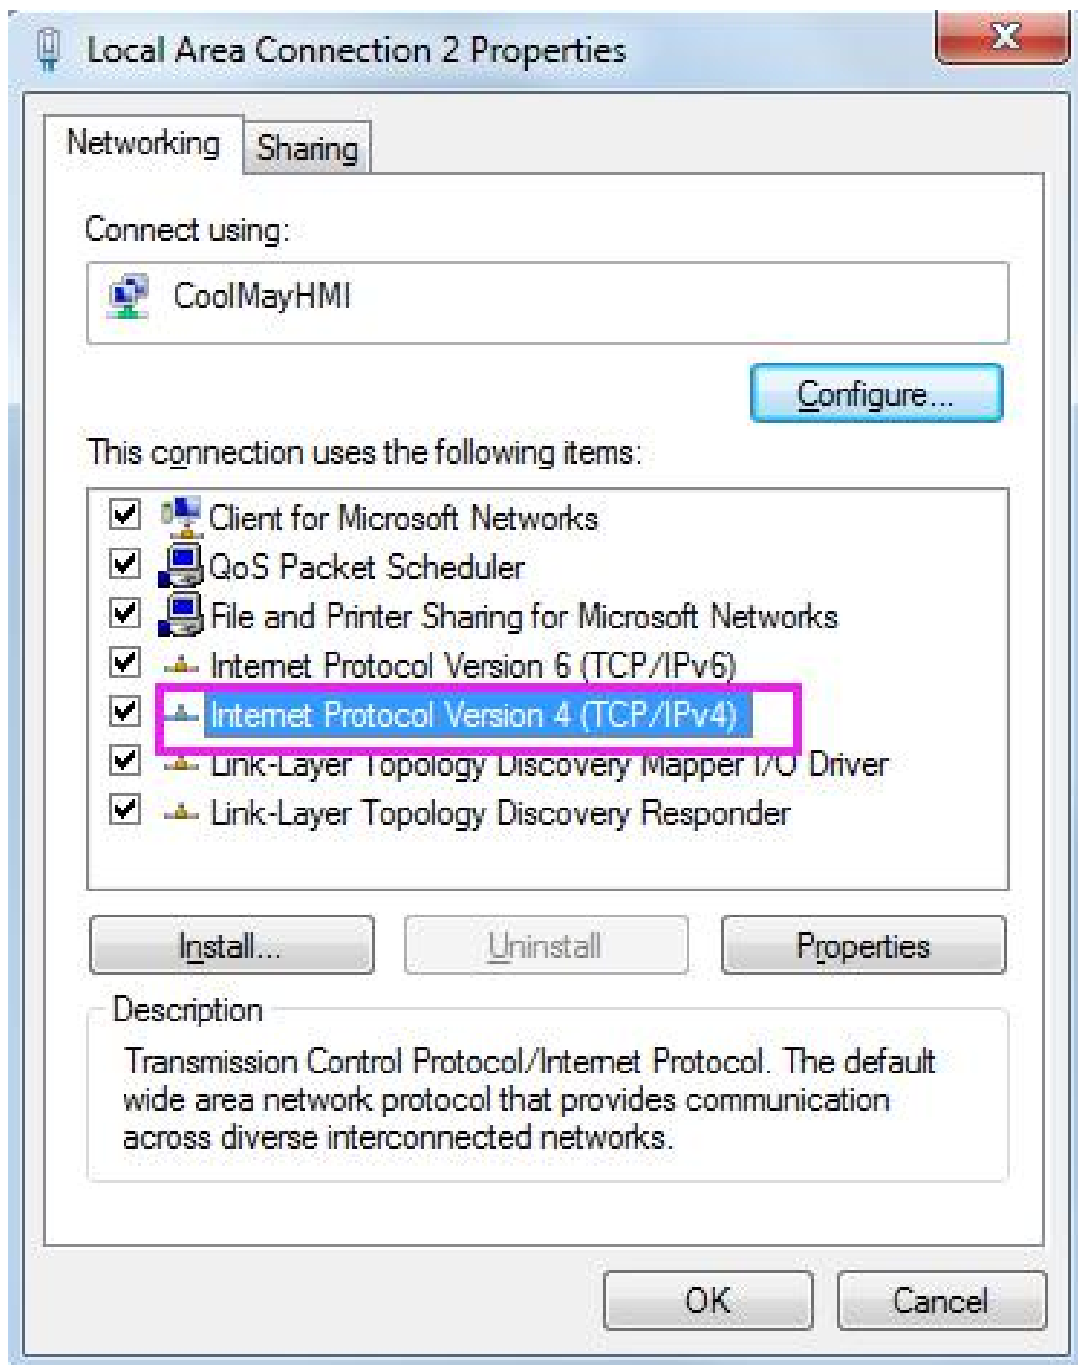 Local Area Connection 2 Properties
Networking
Sharing
Connect using:
CoolMayHMI
Configure...
This connection uses the following items:
Client for Microsoft Networks
QoS Packet Scheduler
File and Printer Sharing for Microsoft Networks
Internet Protocol Version 6 (TCP/IPv6)
Internet Protocol Version 4 (TCP/IPv4)
Link-Layer Topology Discovery Mapper I/O Driver
Link-Layer Topology Discovery Responder
Install...
Uninstall
Properties
Description
Transmission Control Protocol/Internet Protocol. The default
wide area network protocol that provides communication
across diverse interconnected networks.
OK
Cancel